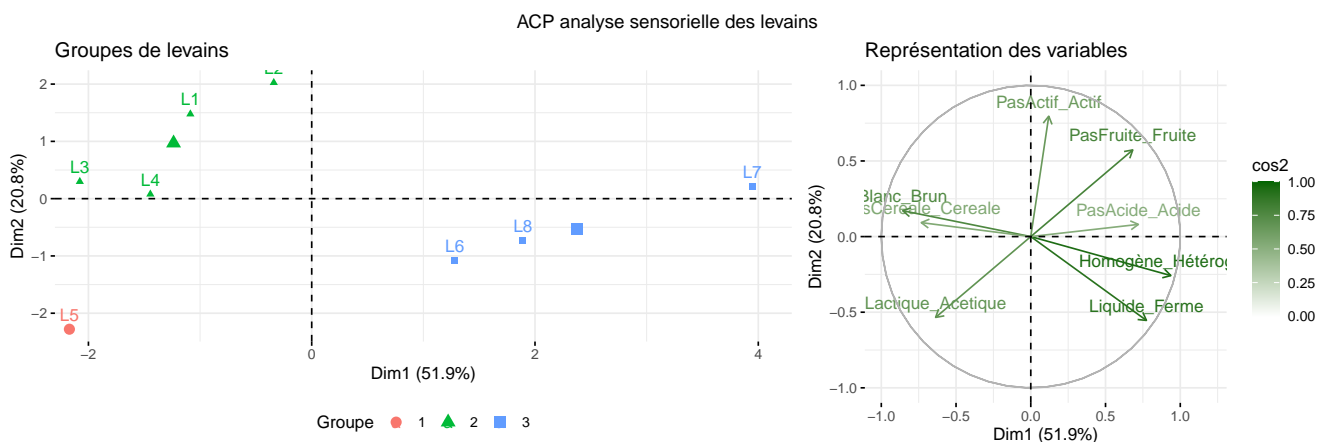 ACP analyse sensorielle des levains
Groupes de levains
L2
L1
L3
L4
L7
L8
L6
L5
2
1
0
−1
−2
−2
0
2
4
Dim2 (20.8%)
Dim1 (51.9%)
Groupe 1 2 3
Représentation des variables
PasActif_Actif
PasFruite_Fruite
Blanc_Brun
sCereale_Cereale
PasAcide_Acide
Homogène_Hétérog
Lactique_Acetique
Liquide_Ferme
1.0
0.5
0.0
−0.5
−1.0
−1.0
−0.5
0.0
0.5
1.0
Dim2 (20.8%)
Dim1 (51.9%)
cos2
1.00
0.75
0.50
0.25
0.00